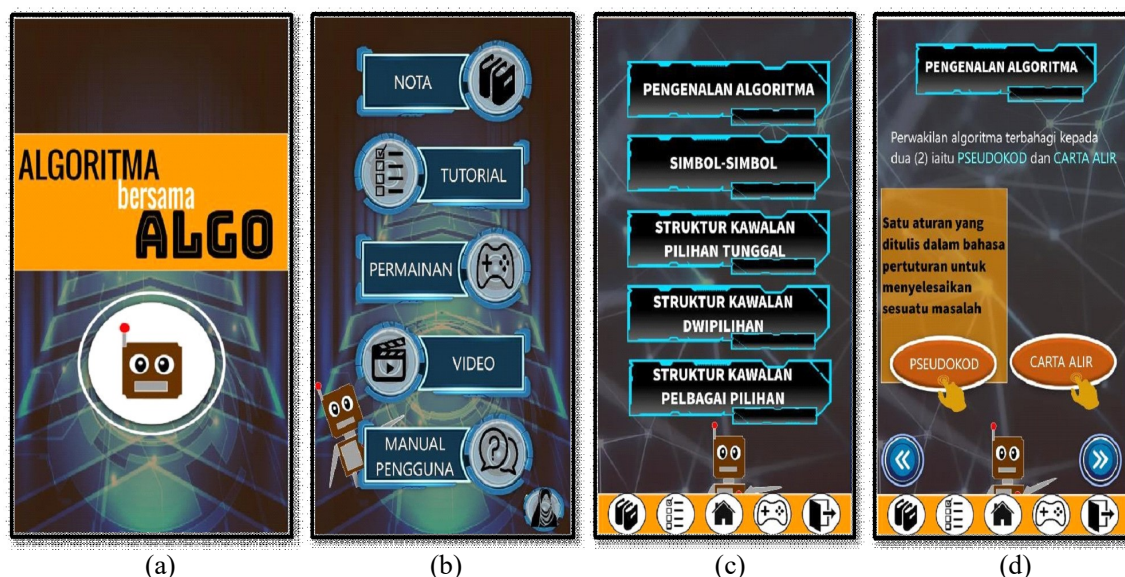 ALGORITMA
bersama
ALGO
NOTA
TUTORIAL
PERMAINAN
VIDEO
MANUAL
PENGGUNA
PENGENALAN ALGORITMA
SIMBOL-SIMBOL
STRUKTUR KAWALAN
PILIHAN TUNGGAL
STRUKTUR KAWALAN
DWIPILIHAN
STRUKTUR KAWALAN
PELBAGAI PILIHAN
PENGENALAN ALGORITMA
Perwakilan algoritma terbahagi kepada
dua (2) iaitu PSEUDOKOD dan CARTA ALIR
Satu aturan yang
ditulis dalam bahasa
pertuturan untuk
menyelesaikan
sesuatu masalah
PSEUDOKOD
CARTA ALIR
(a)
(b)
(c)
(d)